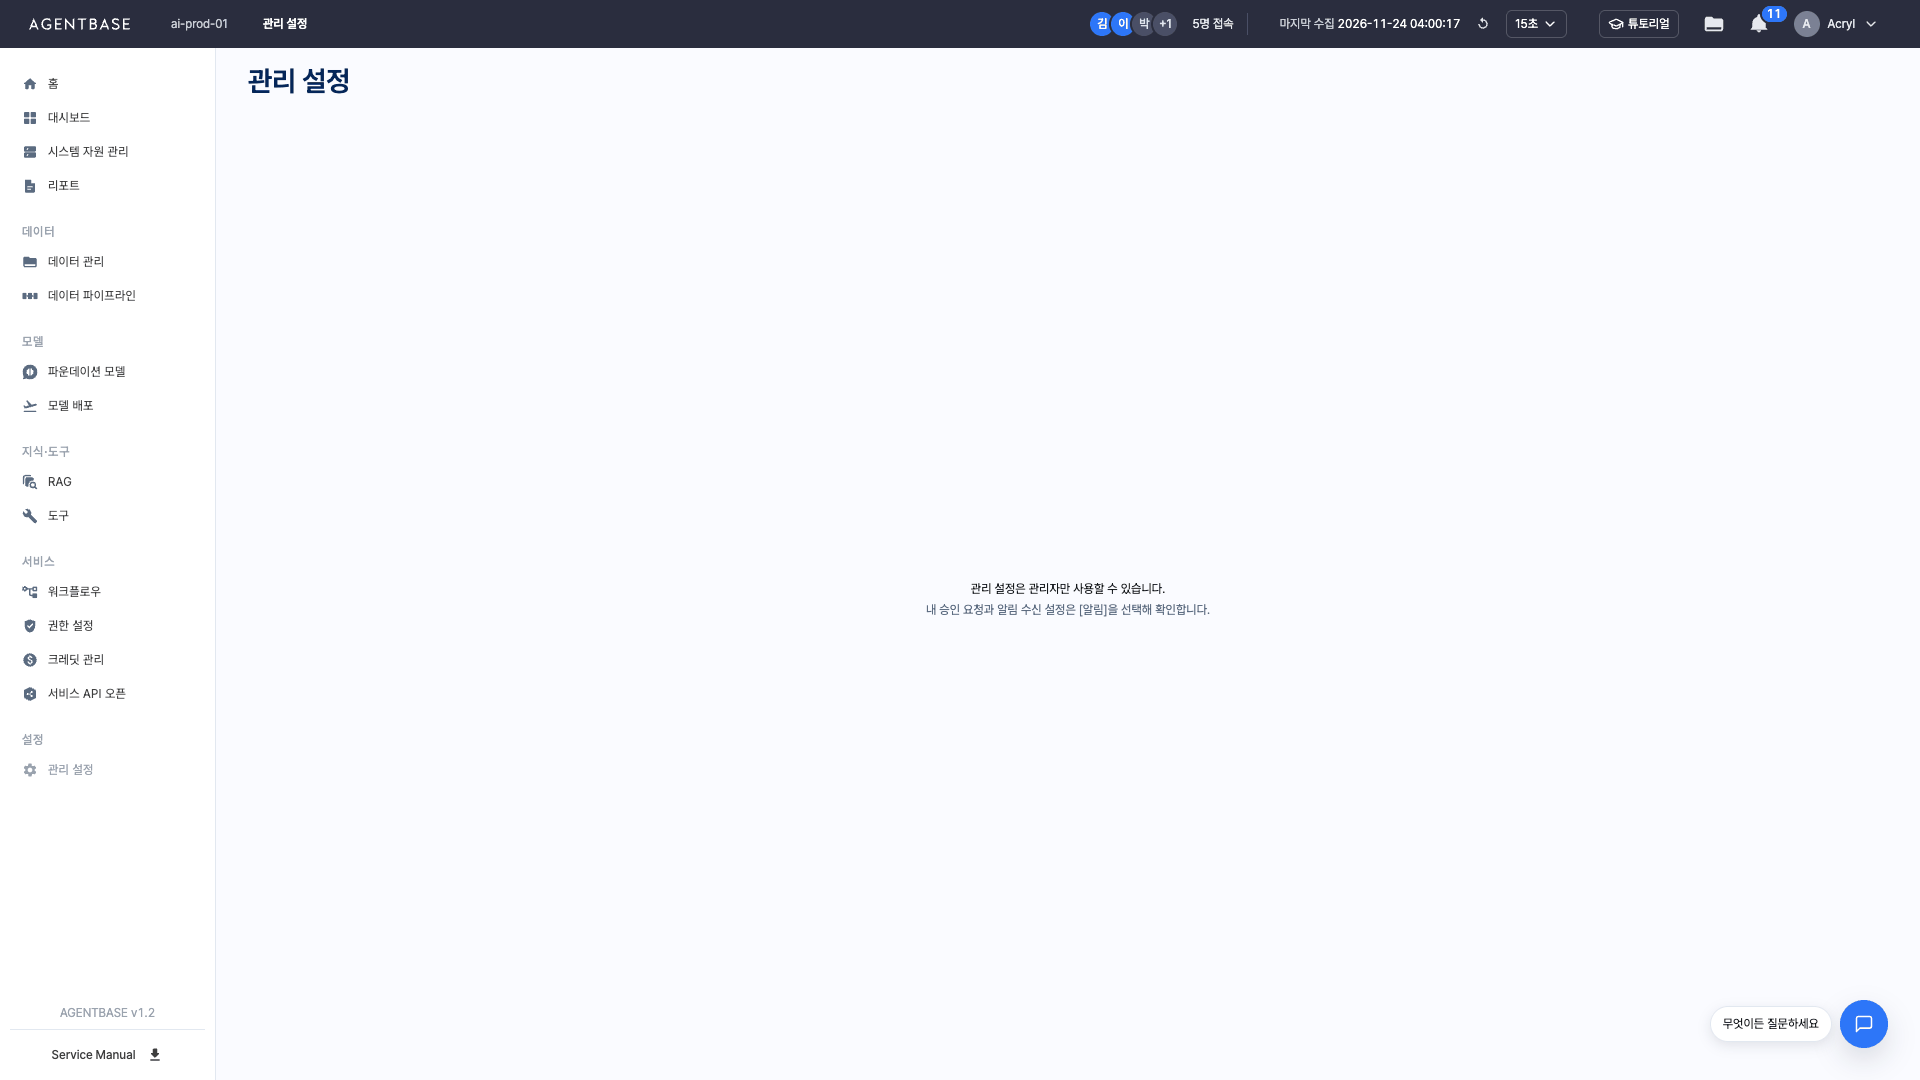 AGENTBASE
ai-prod-01
관리 설정
김 이 박 +1
5명 접속
마지막 수집 2026-11-24 04:00:17
15초
튜토리얼
11
A
Acryl
홈
대시보드
시스템 자원 관리
리포트
데이터
데이터 관리
데이터 파이프라인
모델
파운데이션 모델
모델 배포
지식·도구
RAG
도구
서비스
워크플로우
권한 설정
크레딧 관리
서비스 API 오픈
설정
관리 설정
AGENTBASE v1.2
Service Manual
관리 설정
관리 설정은 관리자만 사용할 수 있습니다.
내 승인 요청과 알림 수신 설정은 [알림]을 선택해 확인합니다.
무엇이든 질문하세요